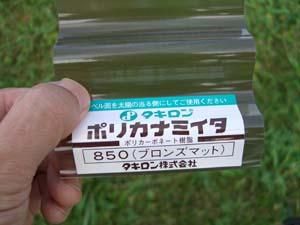 ベル面を太陽の当る側にしてご使用ください
タキロン
ポリカナミイタ
ポリカーボネート樹脂
850(ブロンズマット)
タキロン株式会社